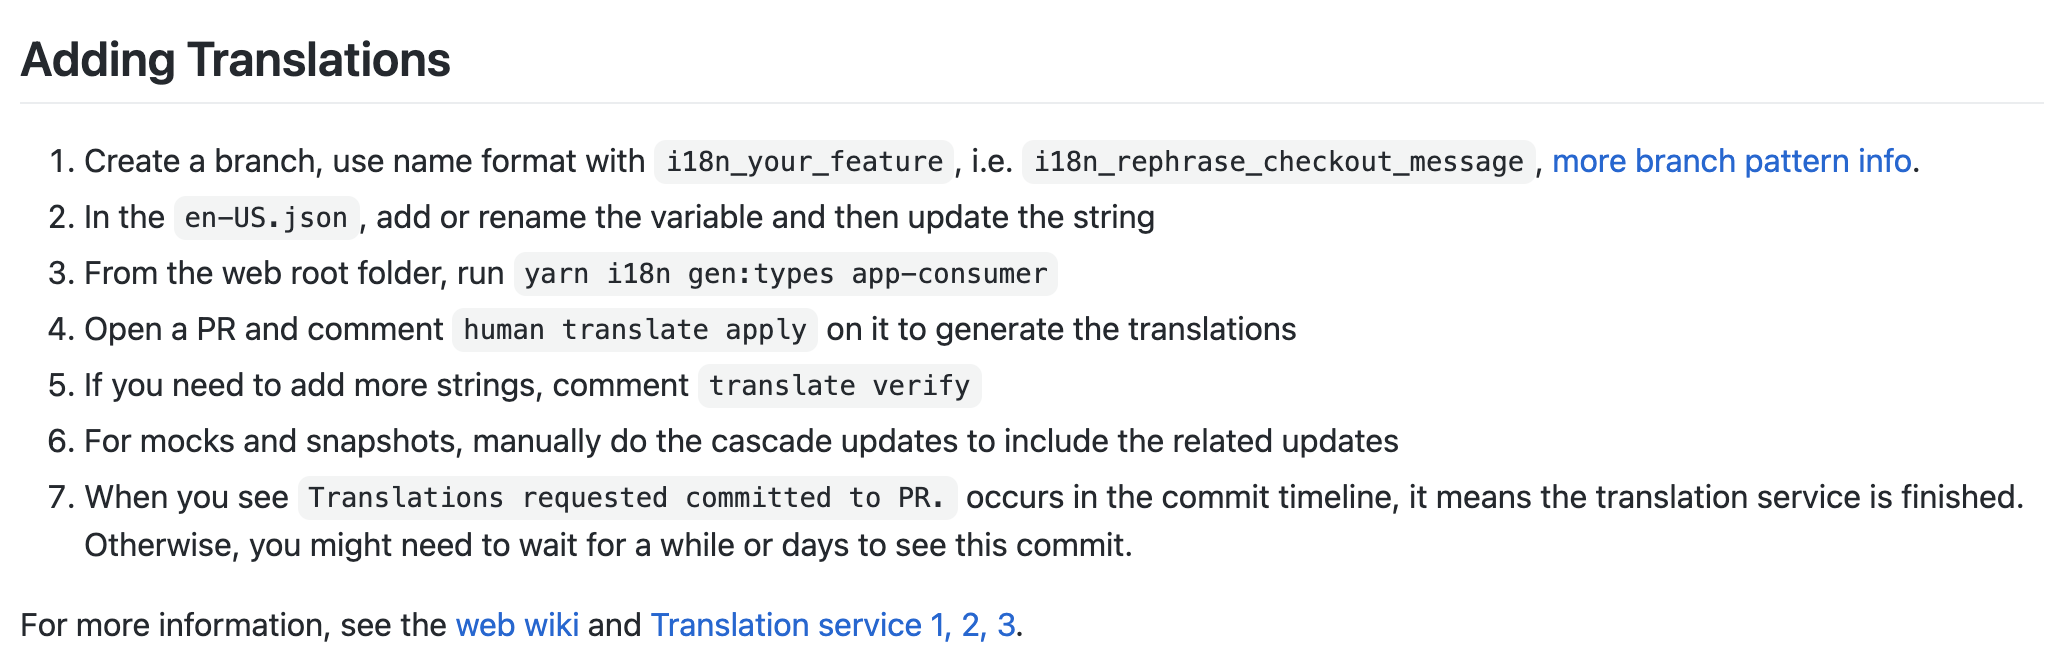 Adding Translations
1. Create a branch, use name format with i18n_your_feature, i.e. i18n_rephrase_checkout_message, more branch pattern info.
2. In the en-US.json, add or rename the variable and then update the string
3. From the web root folder, run yarn i18n gen:types app-consumer
4. Open a PR and comment human translate apply on it to generate the translations
5. If you need to add more strings, comment translate verify
6. For mocks and snapshots, manually do the cascade updates to include the related updates
7. When you see Translations requested committed to PR. occurs in the commit timeline, it means the translation service is finished.
Otherwise, you might need to wait for a while or days to see this commit.
For more information, see the web wiki and Translation service 1, 2, 3.